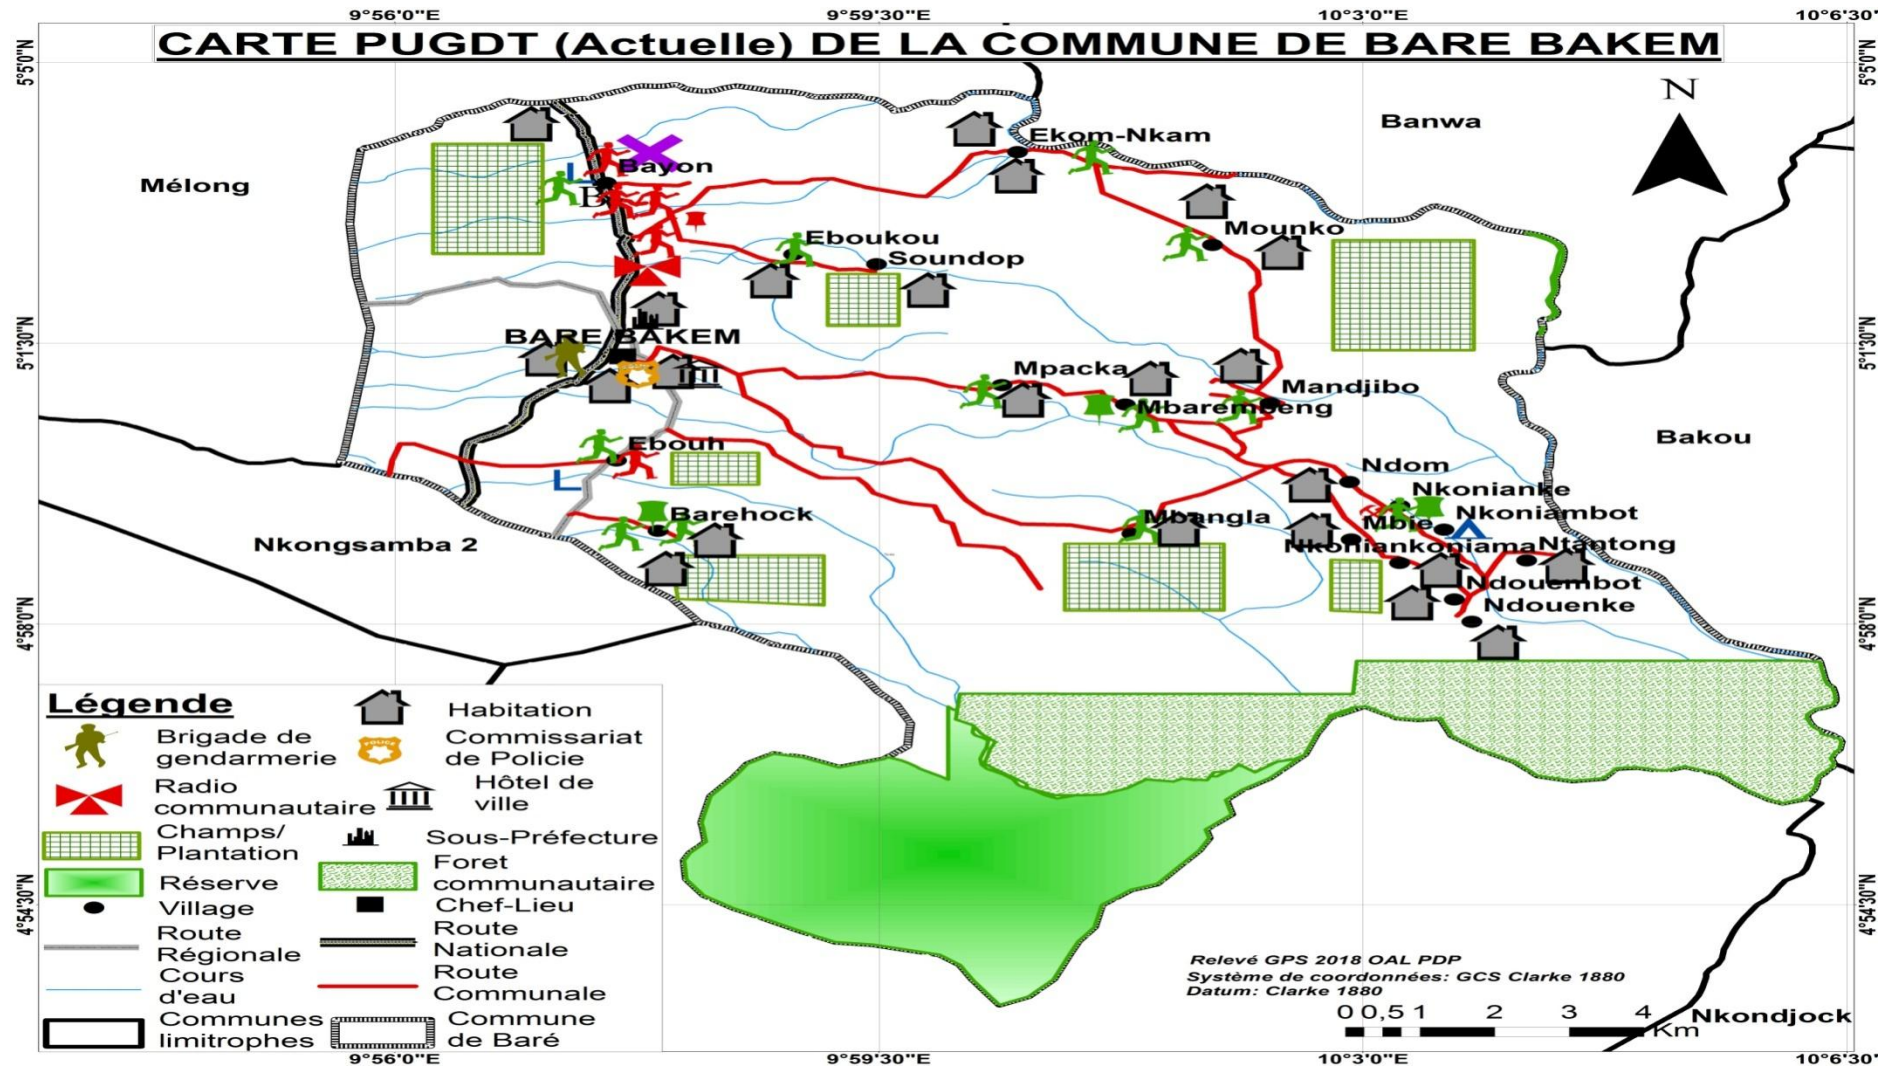 9°56'0"E 9°59'30"E 10°3'0"E 10°6'30"E
CARTE PUGDT (Actuelle) DE LA COMMUNE DE BARE BAKEM
5°5'0"N 5°5'0"N
N
Banwa
Ekom-Nkam
Bayon
L
Mélong
B
Mounko
Eboukou
Soundop
BARE BAKEM
5°1'30"N 5°1'30"N
Mpacka
Mandjibo
Mbarembeng
Bakou
Ebouh
Ndom
L
Nkonianke
Barehock
Nkoniambot
Mbangla
Mbie
Nkongsamba 2
Nkoniankoniama
Ntantong
Ndouembot
Ndouenke
4°58'0"N 4°58'0"N
Légende
Habitation
Brigade de
gendarmerie
Commissariat
de Policie
POLICE
Radio
communautaire
Hôtel de
ville
Champs/
Plantation
Sous-Préfecture
Réserve
Foret
communautaire
Village
Chef-Lieu
Route
Régionale
Route
Nationale
Cours
d'eau
Route
Communale
Communes
limitrophes
Commune
de Baré
4°54'30"N 4°54'30"N
Relevé GPS 2018 OAL PDP
Système de coordonnées: GCS Clarke 1880
Datum: Clarke 1880
0 0,5 1 2 3 4
Km
Nkondjock
9°56'0"E 9°59'30"E 10°3'0"E 10°6'30"E